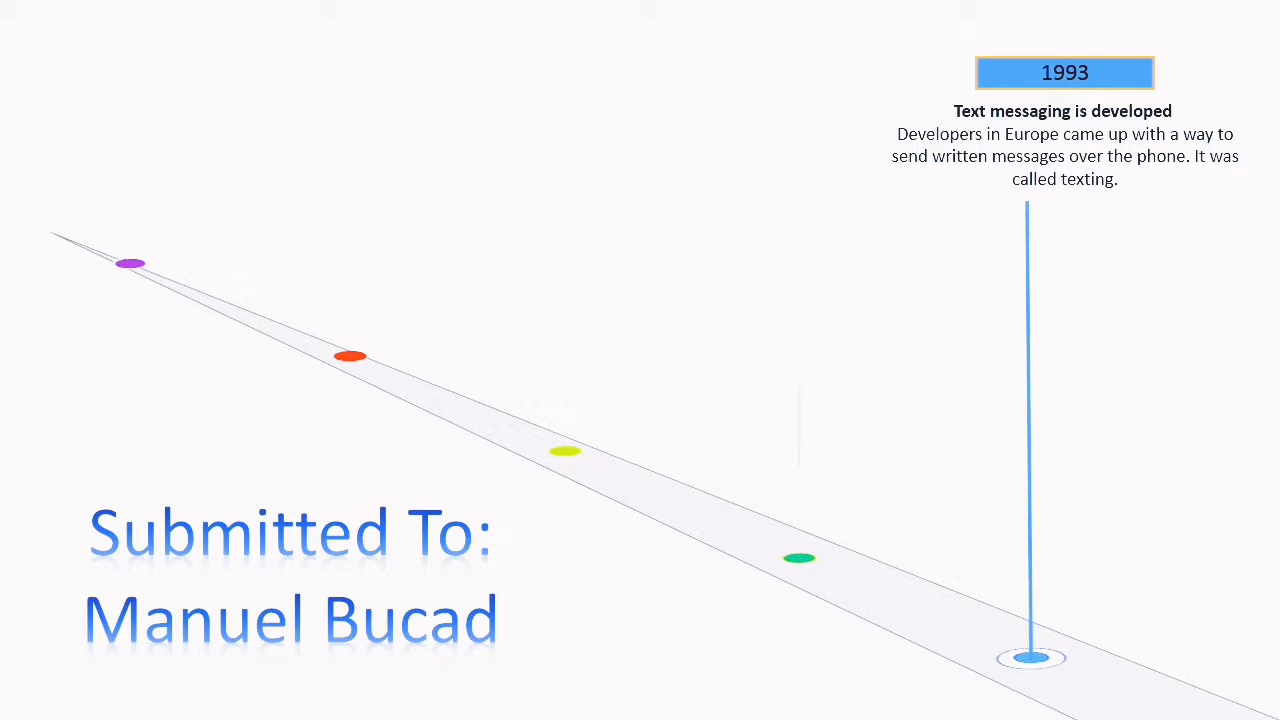 1993
Text messaging is developed
Developers in Europe came up with a way to
send written messages over the phone. It was
called texting.
Submitted To:
Manuel Bucad